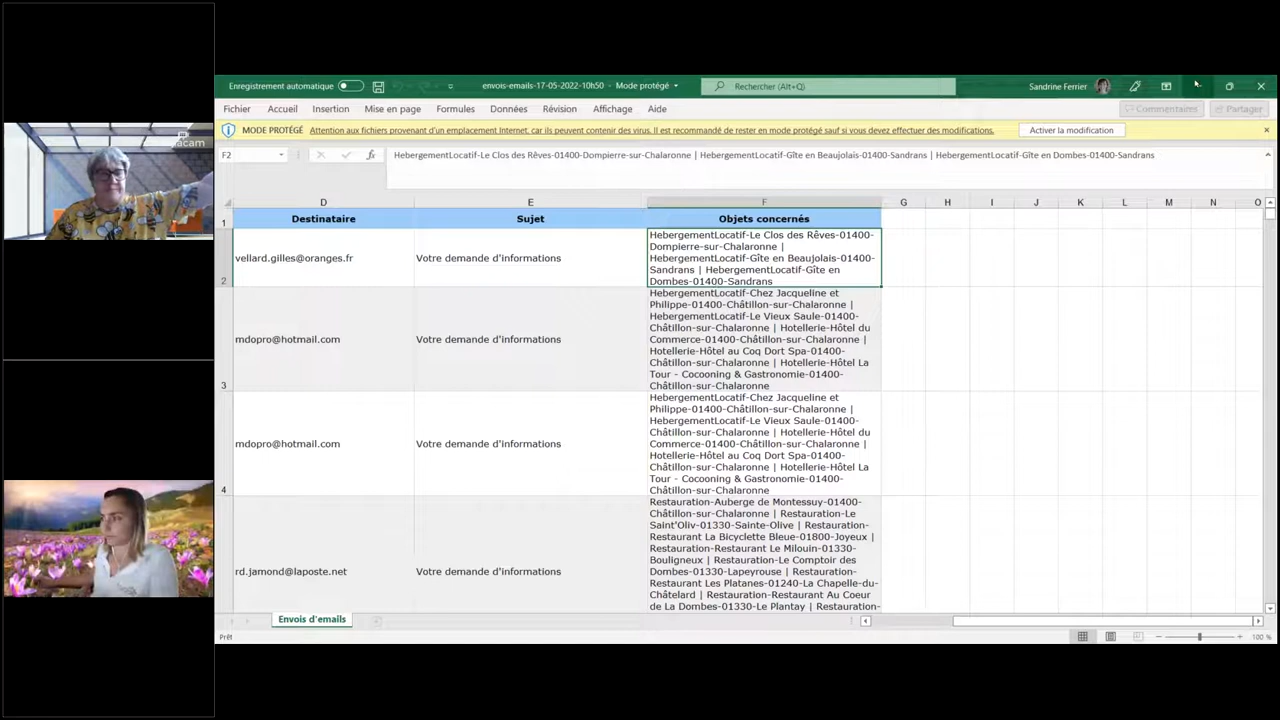 Enregistrement automatique
envois-emails-17-05-2022-10h50 - Mode protégé
Rechercher (Alt+Q)
Sandrine Ferrier
Fichier Accueil Insertion Mise en page Formules Données Révision Affichage Aide
Commentaires Partager
MODE PROTÉGÉ Attention aux fichiers provenant d'un emplacement Internet, car ils peuvent contenir des virus. Il est recommandé de rester en mode protégé sauf si vous devez effectuer des modifications. Activer la modification
F2 fx HebergementLocatif-Le Clos des Rêves-01400-Dompierre-sur-Chalaronne | HebergementLocatif-Gîte en Beaujolais-01400-Sandrans | HebergementLocatif-Gîte en Dombes-01400-Sandrans
D E F G H I J K L M N O
1 Destinataire Sujet Objets concernés
HebergementLocatif-Le Clos des Rêves-01400-
Dompierre-sur-Chalaronne |
vellard.gilles@oranges.fr Votre demande d'informations HebergementLocatif-Gîte en Beaujolais-01400-
Sandrans | HebergementLocatif-Gîte en
2 Dombes-01400-Sandrans
HebergementLocatif-Chez Jacqueline et
Philippe-01400-Châtillon-sur-Chalaronne |
HebergementLocatif-Le Vieux Saule-01400-
Châtillon-sur-Chalaronne | Hotellerie-Hôtel du
mdopro@hotmail.com Votre demande d'informations Commerce-01400-Châtillon-sur-Chalaronne |
Hotellerie-Hôtel au Coq Dort Spa-01400-
Châtillon-sur-Chalaronne | Hotellerie-Hôtel La
Tour - Cocooning & Gastronomie-01400-
3 Châtillon-sur-Chalaronne
HebergementLocatif-Chez Jacqueline et
Philippe-01400-Châtillon-sur-Chalaronne |
HebergementLocatif-Le Vieux Saule-01400-
Châtillon-sur-Chalaronne | Hotellerie-Hôtel du
mdopro@hotmail.com Votre demande d'informations Commerce-01400-Châtillon-sur-Chalaronne |
Hotellerie-Hôtel au Coq Dort Spa-01400-
Châtillon-sur-Chalaronne | Hotellerie-Hôtel La
Tour - Cocooning & Gastronomie-01400-
4 Châtillon-sur-Chalaronne
Restauration-Auberge de Montessuy-01400-
Châtillon-sur-Chalaronne | Restauration-Le
Saint'Oliv-01330-Sainte-Olive | Restauration-
Restaurant La Bicyclette Bleue-01800-Joyeux |
Restauration-Restaurant Le Milouin-01330-
Bouligneux | Restauration-Le Comptoir des
rd.jamond@laposte.net Votre demande d'informations Dombes-01330-Lapeyrouse | Restauration-
Restaurant Les Platanes-01240-La Chapelle-du-
Châtelard | Restauration-Restaurant Au Coeur
de La Dombes-01330-Le Plantay | Restauration-
Envois d'emails
Prêt
100 %